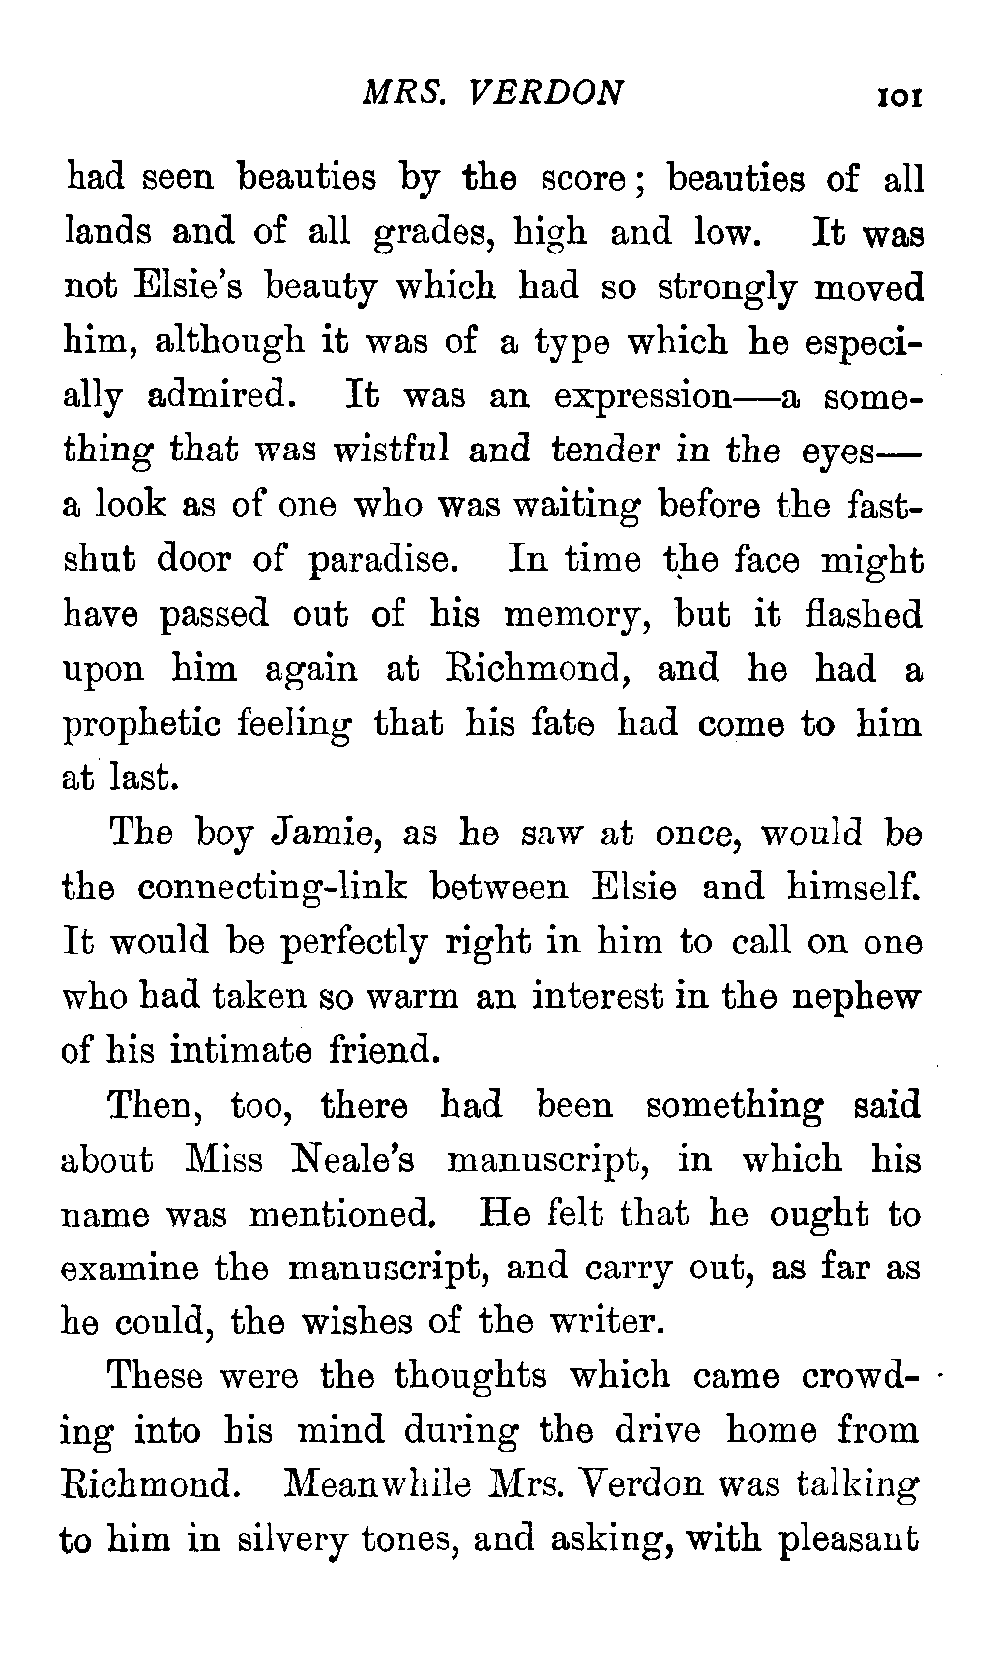 MRS. VERDON 101
had seen beauties by the score; beauties of all
lands and of all grades, high and low. It was
not Elsie's beauty which had so strongly moved
him, although it was of a type which he especi-
ally admired. It was an expression—a some-
thing that was wistful and tender in the eyes—
a look as of one who was waiting before the fast-
shut door of paradise. In time the face might
have passed out of his memory, but it flashed
upon him again at Richmond, and he had a
prophetic feeling that his fate had come to him
at last.
The boy Jamie, as he saw at once, would be
the connecting-link between Elsie and himself.
It would be perfectly right in him to call on one
who had taken so warm an interest in the nephew
of his intimate friend.
Then, too, there had been something said
about Miss Neale's manuscript, in which his
name was mentioned. He felt that he ought to
examine the manuscript, and carry out, as far as
he could, the wishes of the writer.
These were the thoughts which came crowd-
ing into his mind during the drive home from
Richmond. Meanwhile Mrs. Verdon was talking
to him in silvery tones, and asking, with pleasant